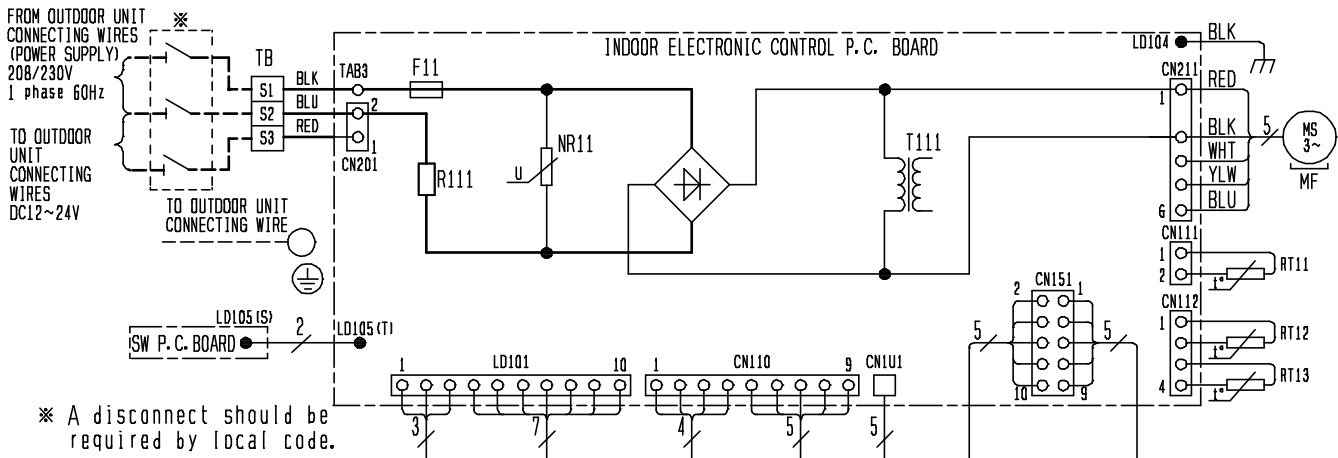 FROM OUTDOOR UNIT
CONNECTING WIRES
(POWER SUPPLY)
208/230V
1 phase 60Hz
※
TO OUTDOOR
UNIT
CONNECTING
WIRES
DC12~24V
TB
S1
S2
S3
BLK
BLU
RED
TAB3
2
1
CN201
F11
INDOOR ELECTRONIC CONTROL P.C. BOARD
R111
NR11
U
T111
LD104
BLK
CN211
1
6
RED
BLK
WHT
YLW
BLU
5
MS
3~
MF
TO OUTDOOR UNIT
CONNECTING WIRE
CN111
1
2
t°
RT11
CN112
1
4
t°
RT12
t°
RT13
CN151
2
1
10
9
5
5
LD105(S)
SW P.C. BOARD
2
LD105(T)
1
LD101
10
3
7
1
CN110
9
4
5
CN1U1
5
※ A disconnect should be
required by local code.